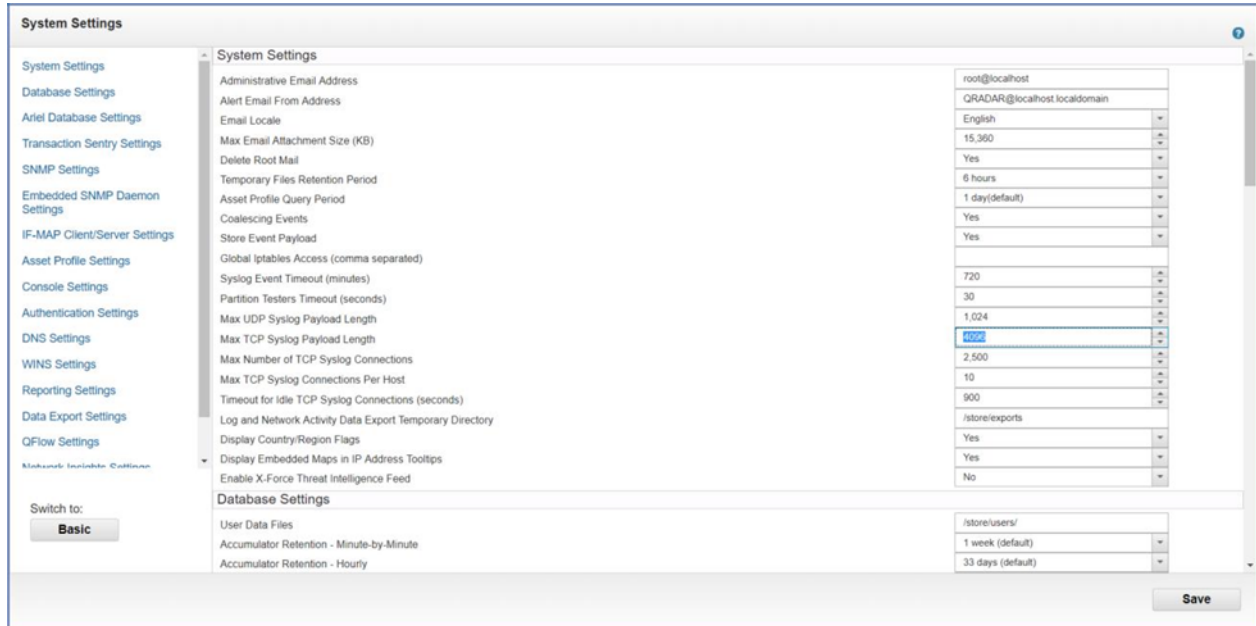 System Settings
System Settings
Database Settings
Ariel Database Settings
Transaction Sentry Settings
SNMP Settings
Embedded SNMP Daemon
Settings
IF-MAP Client/Server Settings
Asset Profile Settings
Console Settings
Authentication Settings
DNS Settings
WINS Settings
Reporting Settings
Data Export Settings
QFlow Settings
Network Insights Settings
Switch to:
Basic
System Settings
Administrative Email Address root@localhost
Alert Email From Address QRADAR@localhost.localdomain
Email Locale English
Max Email Attachment Size (KB) 15,360
Delete Root Mail Yes
Temporary Files Retention Period 6 hours
Asset Profile Query Period 1 day(default)
Coalescing Events Yes
Store Event Payload Yes
Global Iptables Access (comma separated)
Syslog Event Timeout (minutes) 720
Partition Testers Timeout (seconds) 30
Max UDP Syslog Payload Length 1,024
Max TCP Syslog Payload Length 4096
Max Number of TCP Syslog Connections 2,500
Max TCP Syslog Connections Per Host 10
Timeout for Idle TCP Syslog Connections (seconds) 900
Log and Network Activity Data Export Temporary Directory /store/exports
Display Country/Region Flags Yes
Display Embedded Maps in IP Address Tooltips Yes
Enable X-Force Threat Intelligence Feed No
Database Settings
User Data Files /store/users/
Accumulator Retention - Minute-by-Minute 1 week (default)
Accumulator Retention - Hourly 33 days (default)
Save